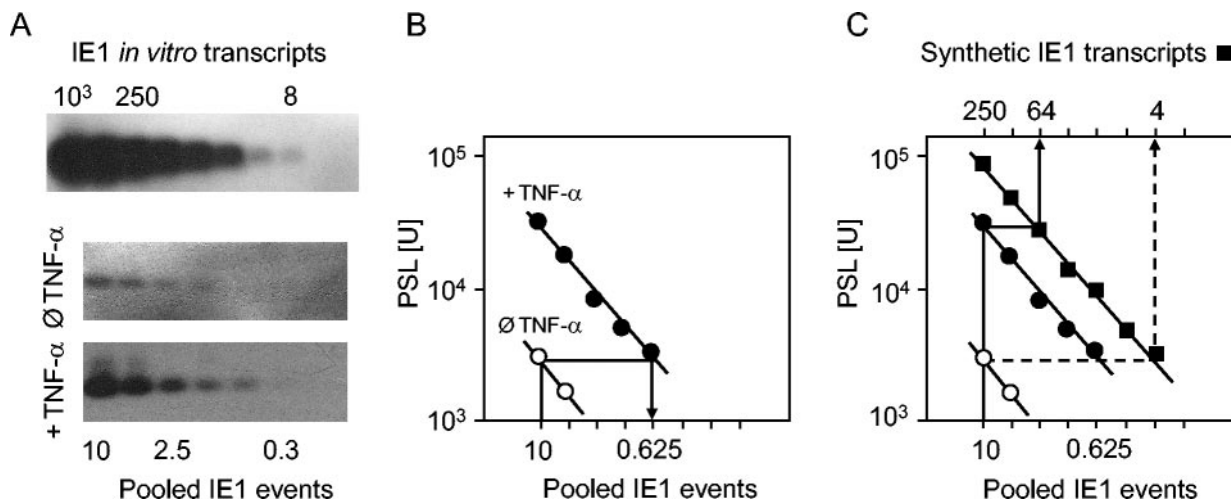 A
IE1 in vitro transcripts
10³ 250 8
Ø TNF-α
+ TNF-α
10 2.5 0.3
Pooled IE1 events
B
10⁵
+ TNF-α
PSL [U]
10⁴
Ø TNF-α
10³
10 0.625
Pooled IE1 events
C
Synthetic IE1 transcripts ■
250 64 4
10⁵
PSL [U]
10⁴
10³
10 0.625
Pooled IE1 events